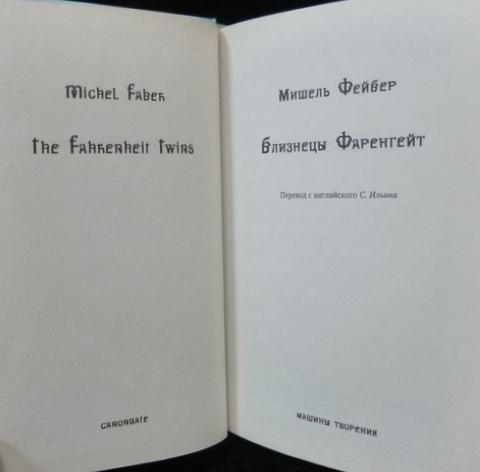 Michel Faber
The Fahrenheit Twins
CANONGATE
Мишель Фейбер
Близнецы Фаренгейт
Перевод с английского С. Ильина
МАШИНЫ ТВОРЕНИЯ